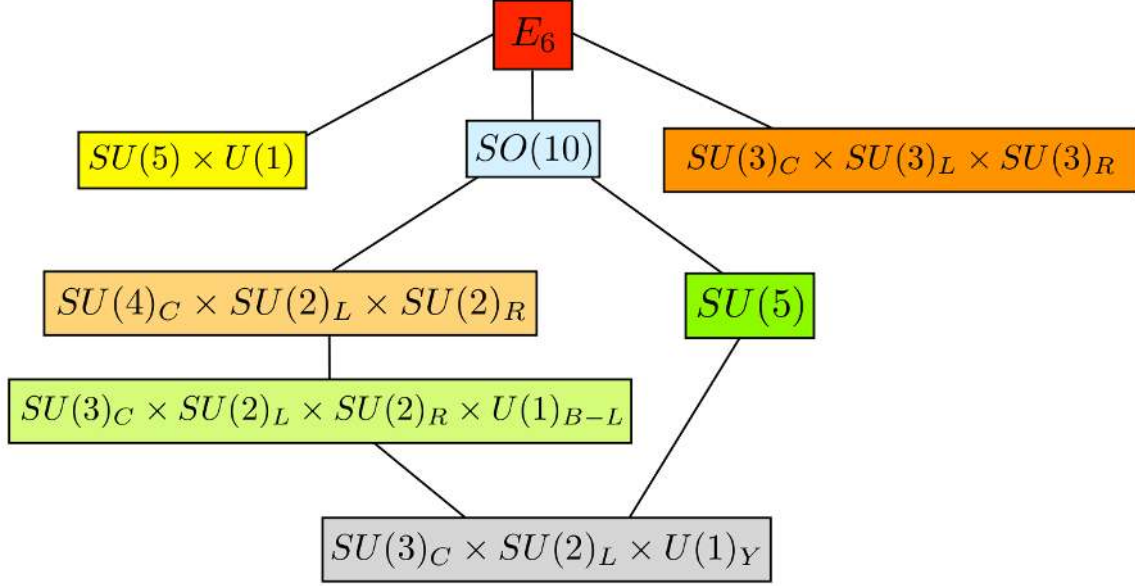 E_6
SU(5) × U(1)
SO(10)
SU(3)_C × SU(3)_L × SU(3)_R
SU(4)_C × SU(2)_L × SU(2)_R
SU(5)
SU(3)_C × SU(2)_L × SU(2)_R × U(1)_{B−L}
SU(3)_C × SU(2)_L × U(1)_Y